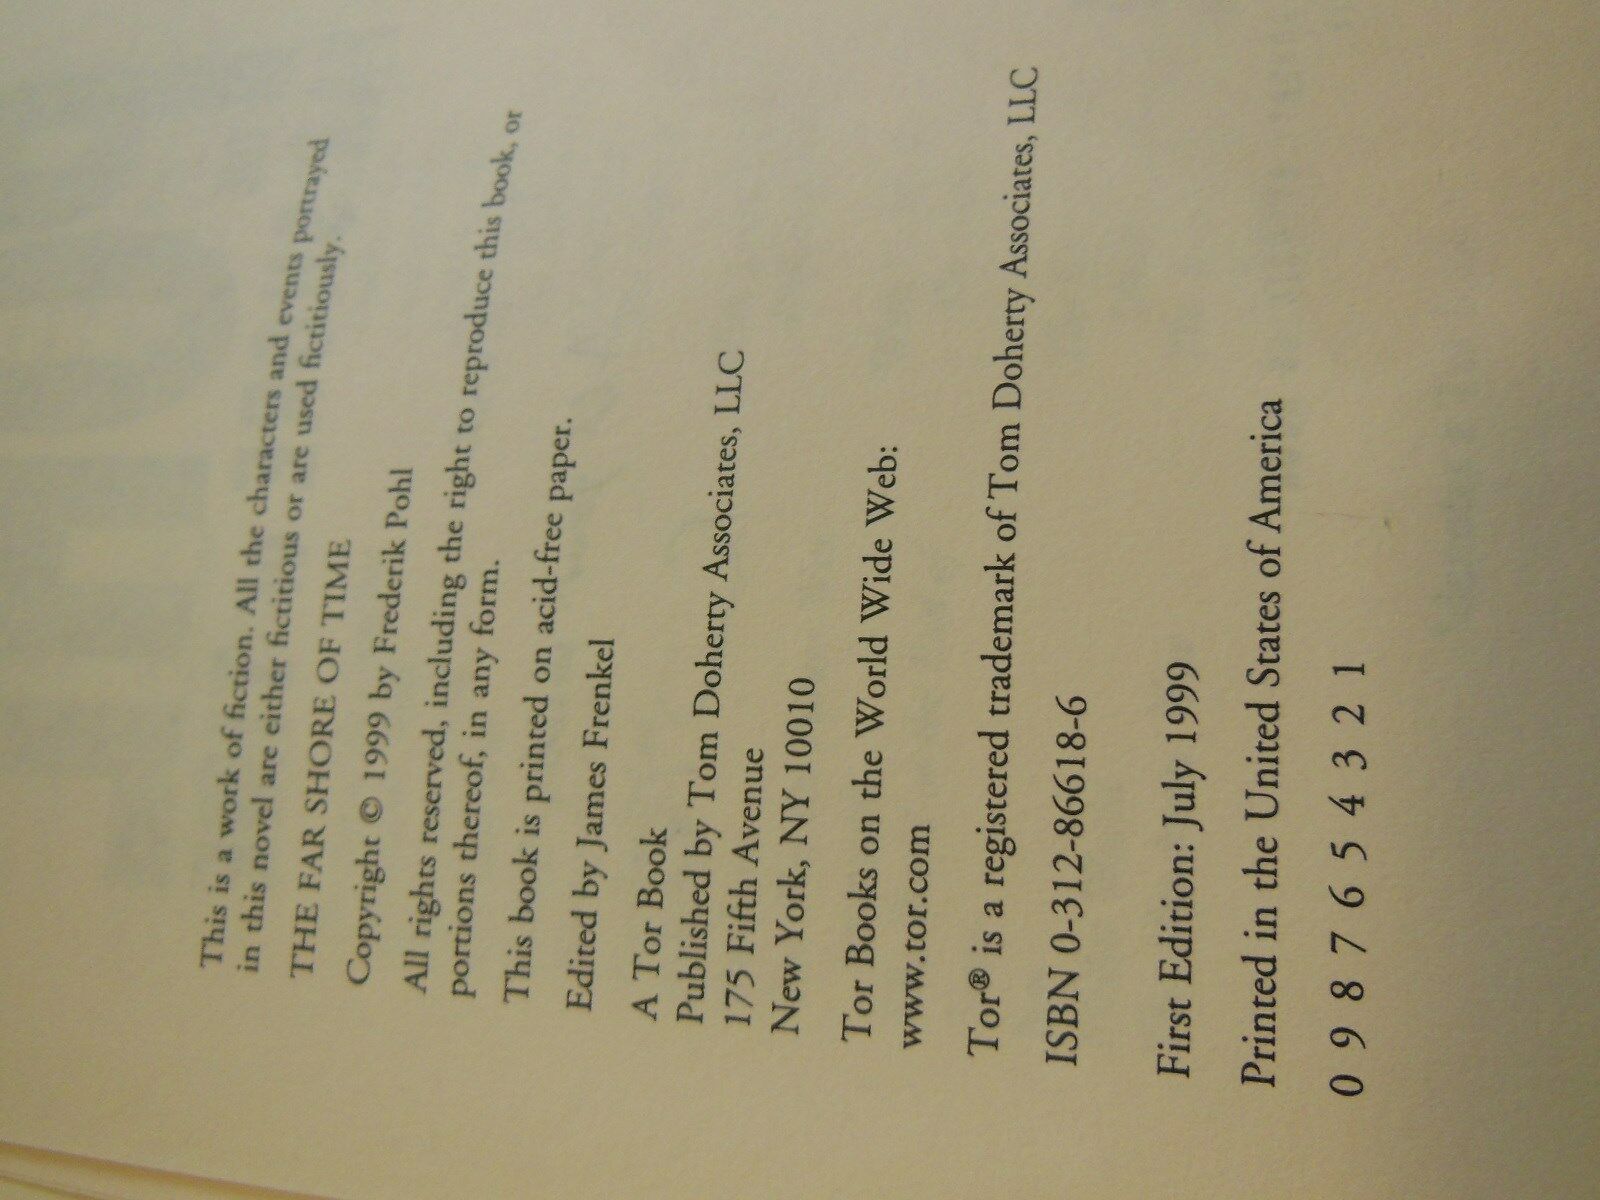 This is a work of fiction. All the characters and events portrayed
in this novel are either fictitious or are used fictitiously.
THE FAR SHORE OF TIME
Copyright © 1999 by Frederik Pohl
All rights reserved, including the right to reproduce this book, or
portions thereof, in any form.
This book is printed on acid-free paper.
Edited by James Frenkel
A Tor Book
Published by Tom Doherty Associates, LLC
175 Fifth Avenue
New York, NY 10010
Tor Books on the World Wide Web:
www.tor.com
Tor® is a registered trademark of Tom Doherty Associates, LLC
ISBN 0-312-86618-6
First Edition: July 1999
Printed in the United States of America
0 9 8 7 6 5 4 3 2 1